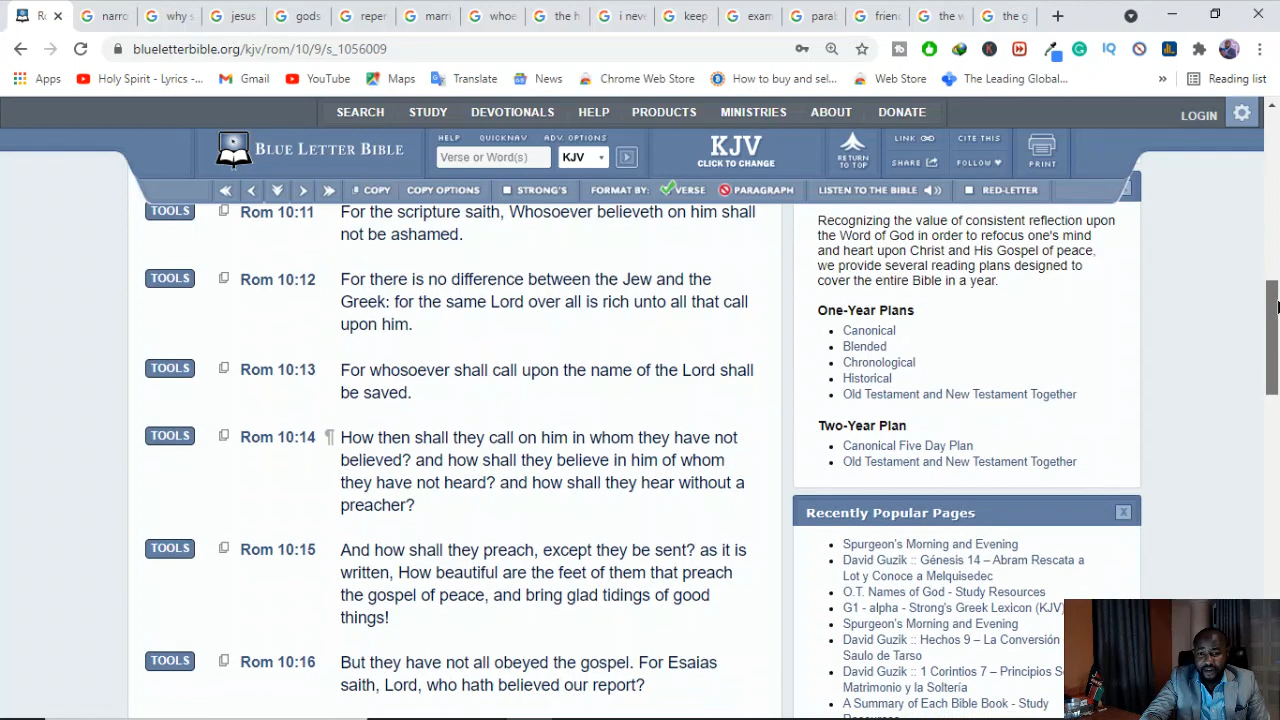 Ro
narro
why s
jesus
gods
reper
marri
whoe
the h
i neve
keep
exam
parab
friend
the w
the g
blueletterbible.org/kjv/rom/10/9/s_1056009
Apps
Holy Spirit - Lyrics -...
Gmail
YouTube
Maps
Translate
News
Chrome Web Store
How to buy and sel...
Web Store
The Leading Global...
»
Reading list
SEARCH STUDY DEVOTIONALS HELP PRODUCTS MINISTRIES ABOUT DONATE
LOGIN
BLUE LETTER BIBLE
HELP QUICKNAV ADV. OPTIONS
Verse or Word(s)
KJV
KJV
CLICK TO CHANGE
RETURN
TO TOP
LINK
CITE THIS
SHARE
FOLLOW
PRINT
COPY COPY OPTIONS STRONG'S FORMAT BY: VERSE PARAGRAPH LISTEN TO THE BIBLE RED-LETTER
TOOLS Rom 10:11 For the scripture saith, Whosoever believeth on him shall
not be ashamed.
TOOLS Rom 10:12 For there is no difference between the Jew and the
Greek: for the same Lord over all is rich unto all that call
upon him.
TOOLS Rom 10:13 For whosoever shall call upon the name of the Lord shall
be saved.
TOOLS Rom 10:14 ¶ How then shall they call on him in whom they have not
believed? and how shall they believe in him of whom
they have not heard? and how shall they hear without a
preacher?
TOOLS Rom 10:15 And how shall they preach, except they be sent? as it is
written, How beautiful are the feet of them that preach
the gospel of peace, and bring glad tidings of good
things!
TOOLS Rom 10:16 But they have not all obeyed the gospel. For Esaias
saith, Lord, who hath believed our report?
Recognizing the value of consistent reflection upon
the Word of God in order to refocus one's mind
and heart upon Christ and His Gospel of peace,
we provide several reading plans designed to
cover the entire Bible in a year.
One-Year Plans
Canonical
Blended
Chronological
Historical
Old Testament and New Testament Together
Two-Year Plan
Canonical Five Day Plan
Old Testament and New Testament Together
Recently Popular Pages
Spurgeon's Morning and Evening
David Guzik :: Génesis 14 – Abram Rescata a
Lot y Conoce a Melquisedec
O.T. Names of God - Study Resources
G1 - alpha - Strong's Greek Lexicon (KJV)
Spurgeon's Morning and Evening
David Guzik :: Hechos 9 – La Conversión
Saulo de Tarso
David Guzik :: 1 Corintios 7 – Principios S
Matrimonio y la Soltería
A Summary of Each Bible Book - Study